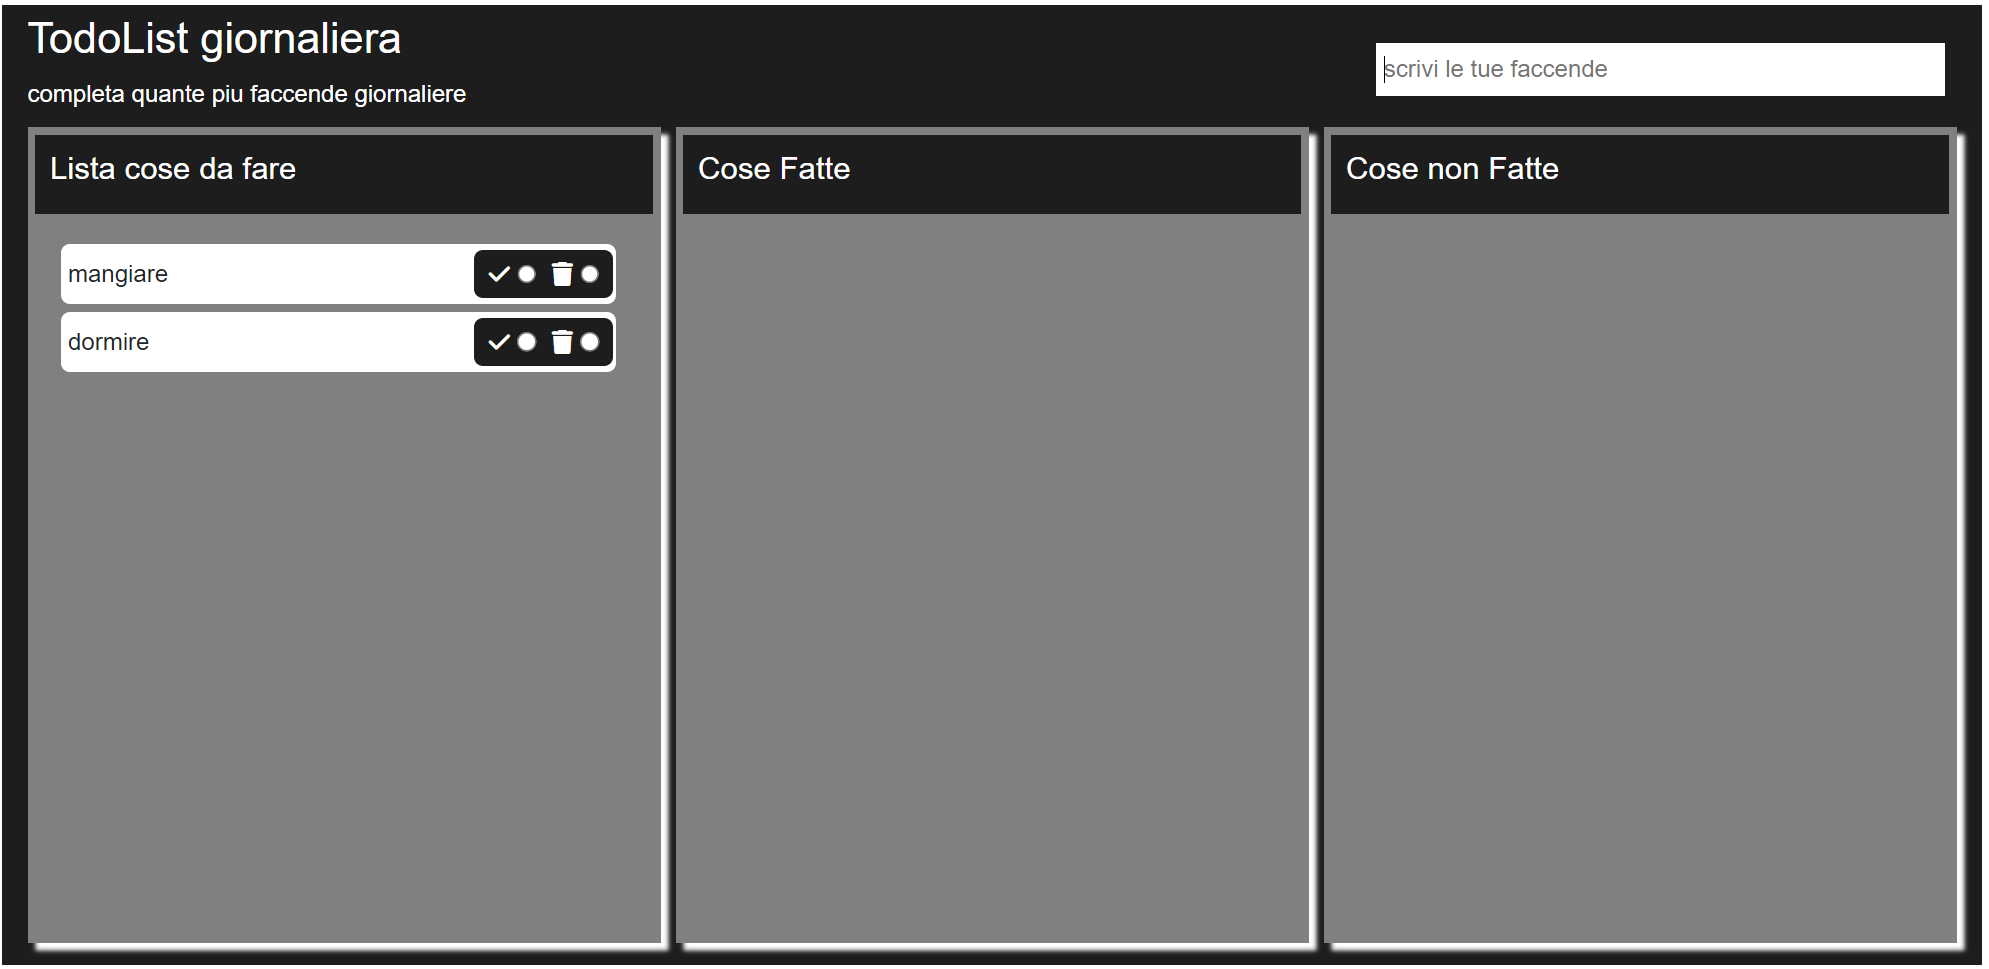 TodoList giornaliera
completa quante piu faccende giornaliere
scrivi le tue faccende
Lista cose da fare
mangiare
dormire
Cose Fatte
Cose non Fatte